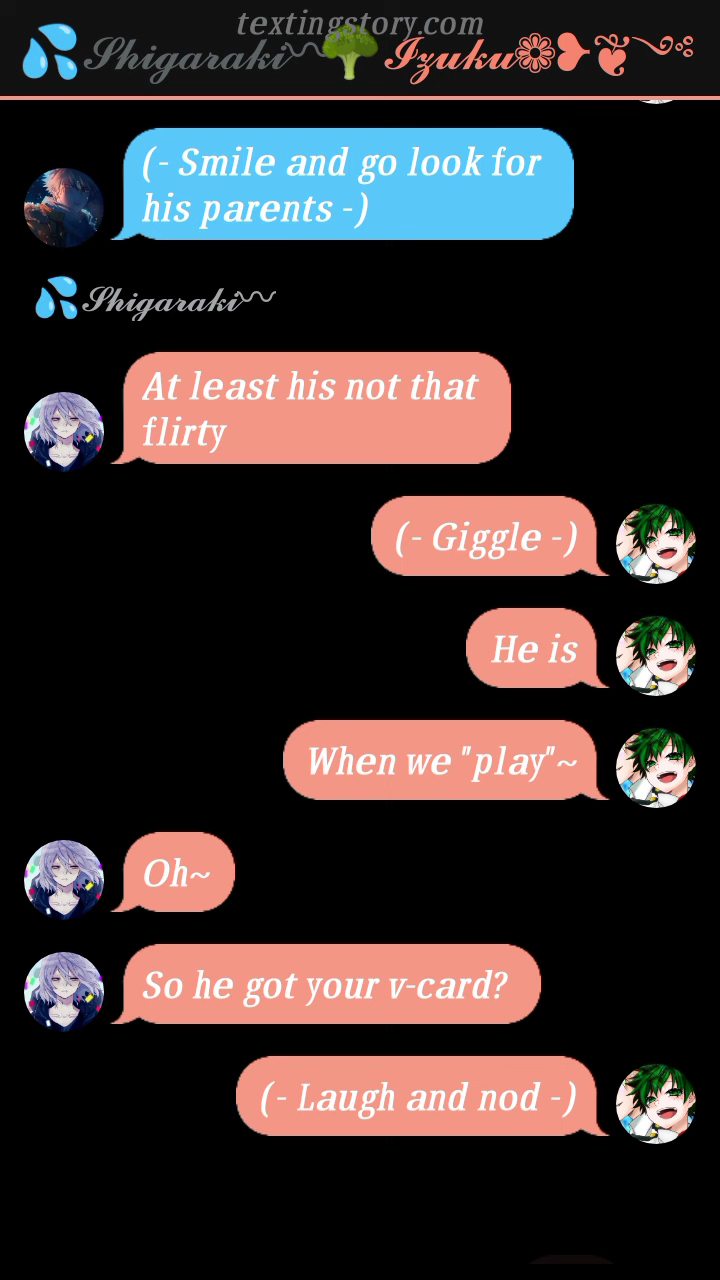 textingstory.com
💦Shigaraki〰🥦Izuku❁❥❦〜ஃ
(- Smile and go look for
his parents -)
💦Shigaraki〰
At least his not that
flirty
(- Giggle -)
He is
When we "play"~
Oh~
So he got your v-card?
(- Laugh and nod -)